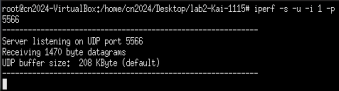 root@cn2024-VirtualBox:/home/cn2024/Desktop/lab2-Kai-1115# iperf -s -u -i 1 -p
5566
------------------------------------------------------------
Server listening on UDP port 5566
Receiving 1470 byte datagrams
UDP buffer size:  208 KByte (default)
------------------------------------------------------------